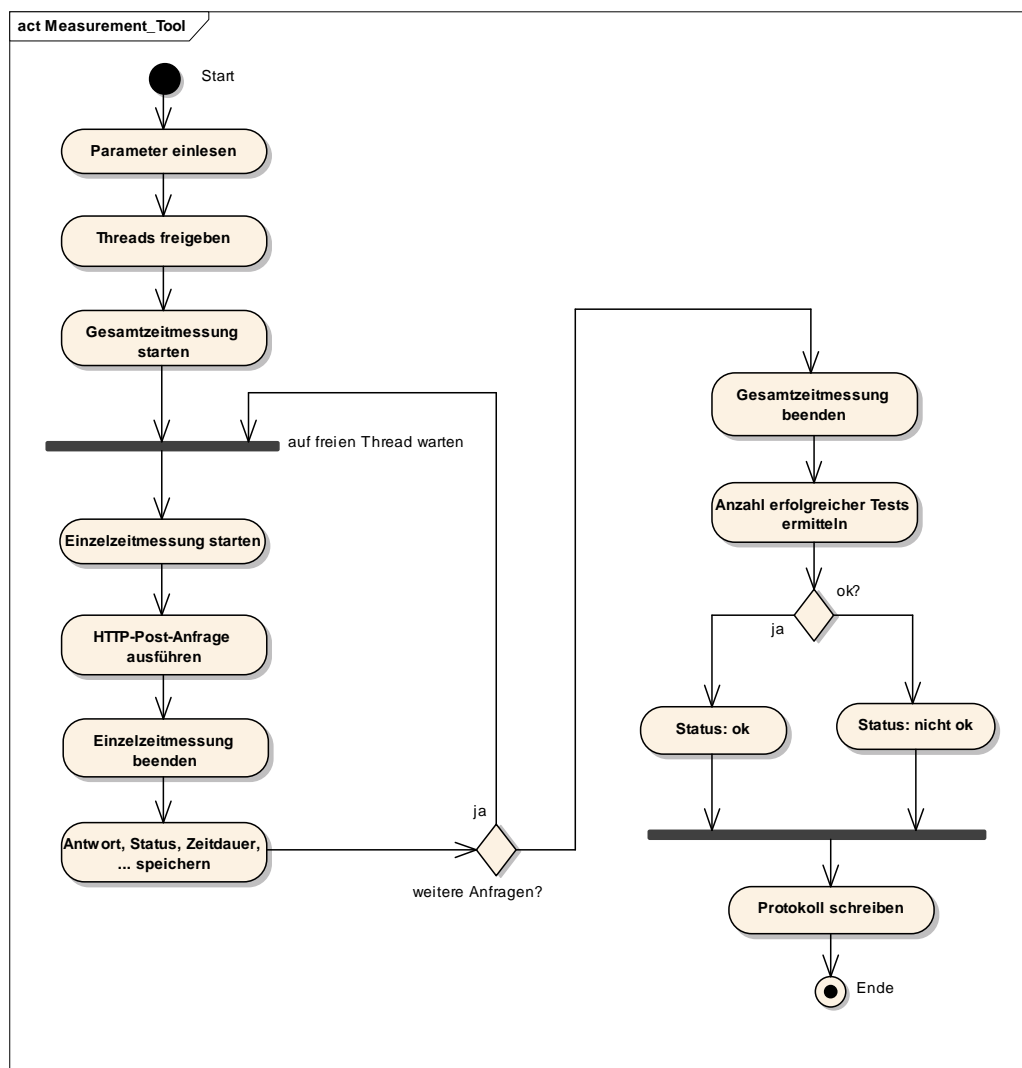 act Measurement_Tool
Start
Parameter einlesen
Threads freigeben
Gesamtzeitmessung
starten
auf freien Thread warten
Einzelzeitmessung starten
HTTP-Post-Anfrage
ausführen
Einzelzeitmessung
beenden
Antwort, Status, Zeitdauer,
... speichern
ja
weitere Anfragen?
Gesamtzeitmessung
beenden
Anzahl erfolgreicher Tests
ermitteln
ok?
ja
Status: ok
Status: nicht ok
Protokoll schreiben
Ende